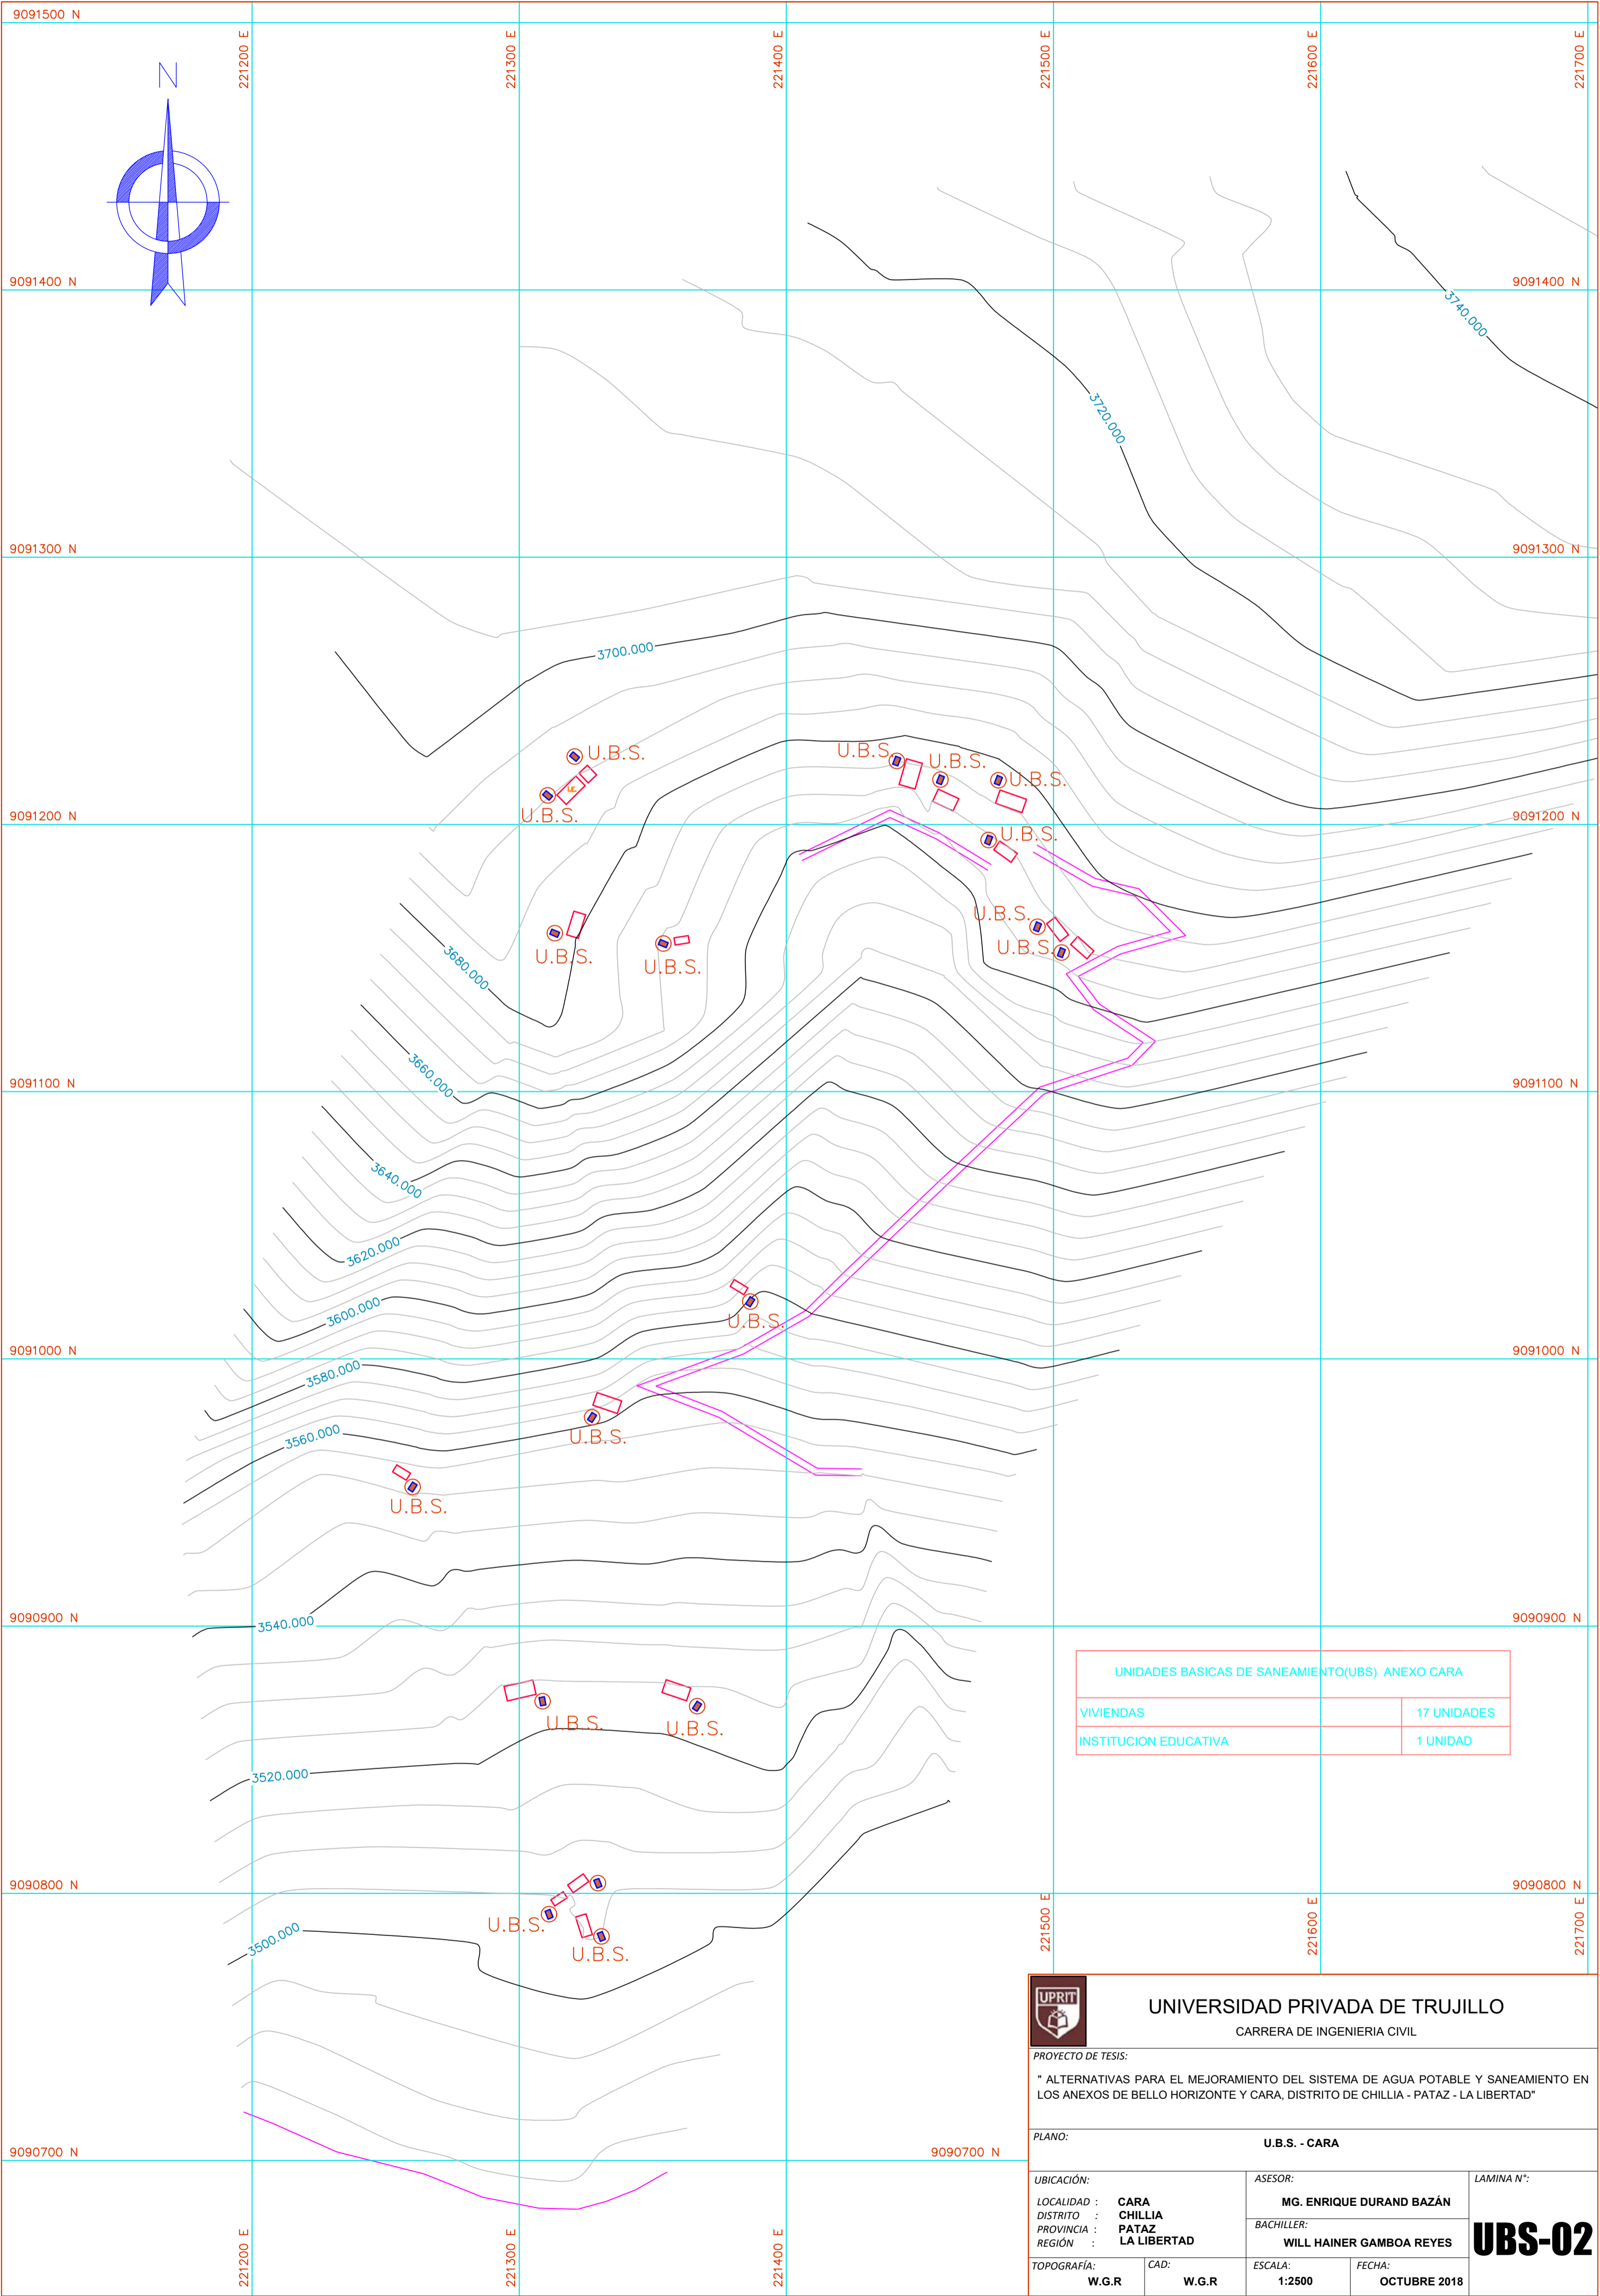 9091500 N
221200 E
221300 E
221400 E
221500 E
221600 E
221700 E
N
9091400 N
9091400 N
3740.000
3720.000
9091300 N
9091300 N
3700.000
U.B.S.
U.B.S.
U.B.S.
U.B.S.
I.E.
U.B.S.
9091200 N
9091200 N
U.B.S.
U.B.S.
U.B.S.
U.B.S.
U.B.S.
U.B.S.
3680.000
3660.000
9091100 N
9091100 N
3640.000
3620.000
3600.000
U.B.S.
9091000 N
9091000 N
3580.000
3560.000
U.B.S.
U.B.S.
9090900 N
9090900 N
3540.000
UNIDADES BASICAS DE SANEAMIENTO(UBS) ANEXO CARA
VIVIENDAS 17 UNIDADES
INSTITUCION EDUCATIVA 1 UNIDAD
U.B.S.
U.B.S.
3520.000
9090800 N
9090800 N
U.B.S.
U.B.S.
3500.000
221500 E
221600 E
221700 E
UPRIT
UNIVERSIDAD PRIVADA DE TRUJILLO
CARRERA DE INGENIERIA CIVIL
PROYECTO DE TESIS:
" ALTERNATIVAS PARA EL MEJORAMIENTO DEL SISTEMA DE AGUA POTABLE Y SANEAMIENTO EN
LOS ANEXOS DE BELLO HORIZONTE Y CARA, DISTRITO DE CHILLIA - PATAZ - LA LIBERTAD"
PLANO:
U.B.S. - CARA
9090700 N
9090700 N
UBICACIÓN:
LOCALIDAD : CARA
DISTRITO : CHILLIA
PROVINCIA : PATAZ
REGIÓN : LA LIBERTAD
ASESOR:
MG. ENRIQUE DURAND BAZÁN
BACHILLER:
WILL HAINER GAMBOA REYES
LAMINA N°:
UBS-02
TOPOGRAFÍA:
W.G.R
CAD:
W.G.R
ESCALA:
1:2500
FECHA:
OCTUBRE 2018
221200 E
221300 E
221400 E